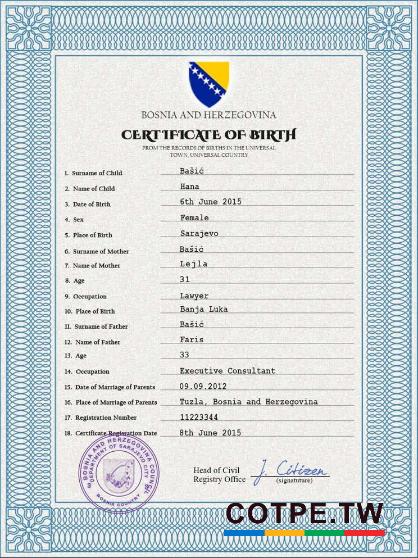 BOSNIA AND HERZEGOVINA
CERTIFICATE OF BIRTH
FROM THE RECORDS OF BIRTHS IN THE UNIVERSAL
TOWN, UNIVERSAL COUNTRY
1. Surname of Child Bašić
2. Name of Child Hana
3. Date of Birth 6th June 2015
4. Sex Female
5. Place of Birth Sarajevo
6. Surname of Mother Bašić
7. Name of Mother Lejla
8. Age 31
9. Occupation Lawyer
10. Place of Birth Banja Luka
11. Surname of Father Bašić
12. Name of Father Faris
13. Age 33
14. Occupation Executive Consultant
15. Date of Marriage of Parents 09.09.2012
16. Place of Marriage of Parents Tuzla, Bosnia and Herzegovina
17. Registration Number 11223344
18. Certificate Registration Date 8th June 2015
BOSNIA AND HERZEGOVINA COUNCIL
DEPARTMENT OF SARAJEVO
Head of Civil
Registry Office
J. Citizen
(signature)
COTPE.TW